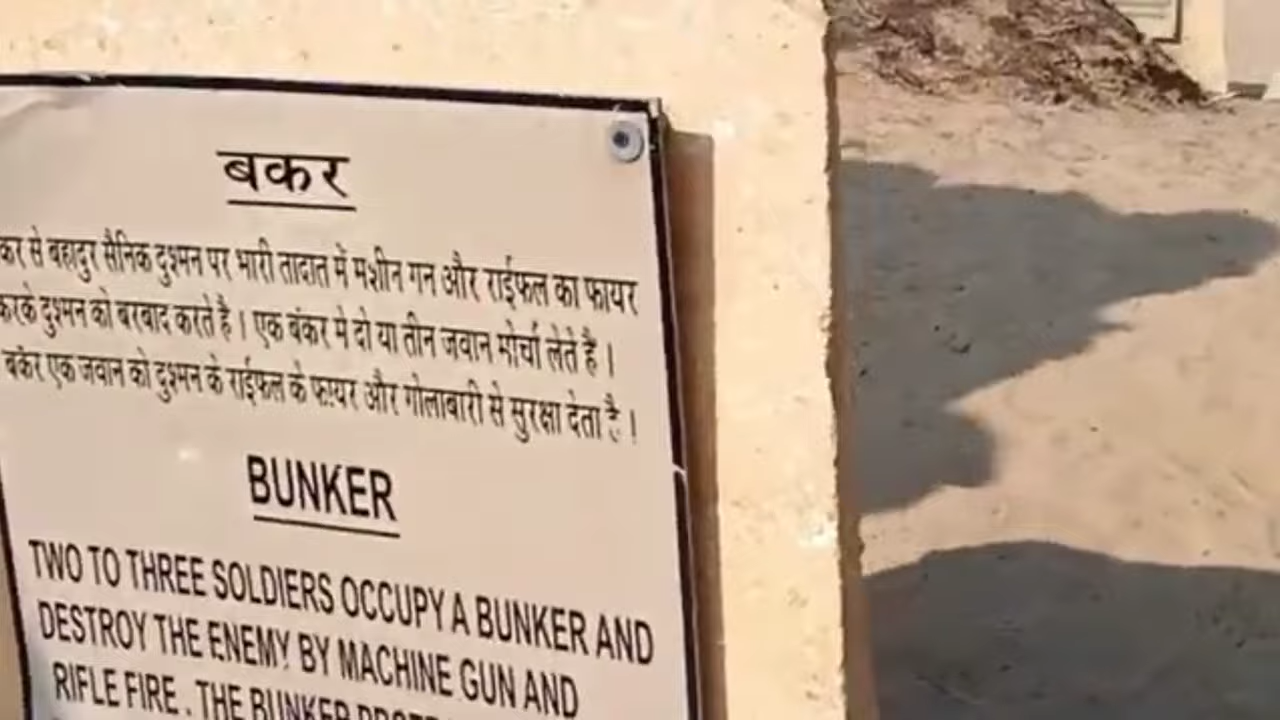 बकर
कर से बहादुर सैनिक दुश्मन पर भारी तादात में मशीन गन और राईफल का फायर
करके दुश्मन को बरबाद करते है । एक बंकर मे दो या तीन जवान मोर्चा लेते है ।
बकंर एक जवान को दुश्मन के राईफल के फायर और गोलाबारी से सुरक्षा देता है ।
BUNKER
TWO TO THREE SOLDIERS OCCUPY A BUNKER AND
DESTROY THE ENEMY BY MACHINE GUN AND
RIFLE FIRE . THE BUNKER